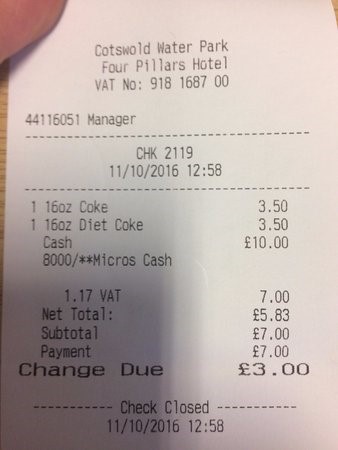 Cotswold Water Park
Four Pillars Hotel
VAT No: 918 1687 00
44116051 Manager
--------------------------------
CHK 2119
11/10/2016 12:58
--------------------------------
1 16oz Coke 3.50
1 16oz Diet Coke 3.50
Cash £10.00
8000/**Micros Cash
1.17 VAT 7.00
Net Total: £5.83
Subtotal £7.00
Payment £7.00
Change Due £3.00
----------- Check Closed -----------
11/10/2016 12:58